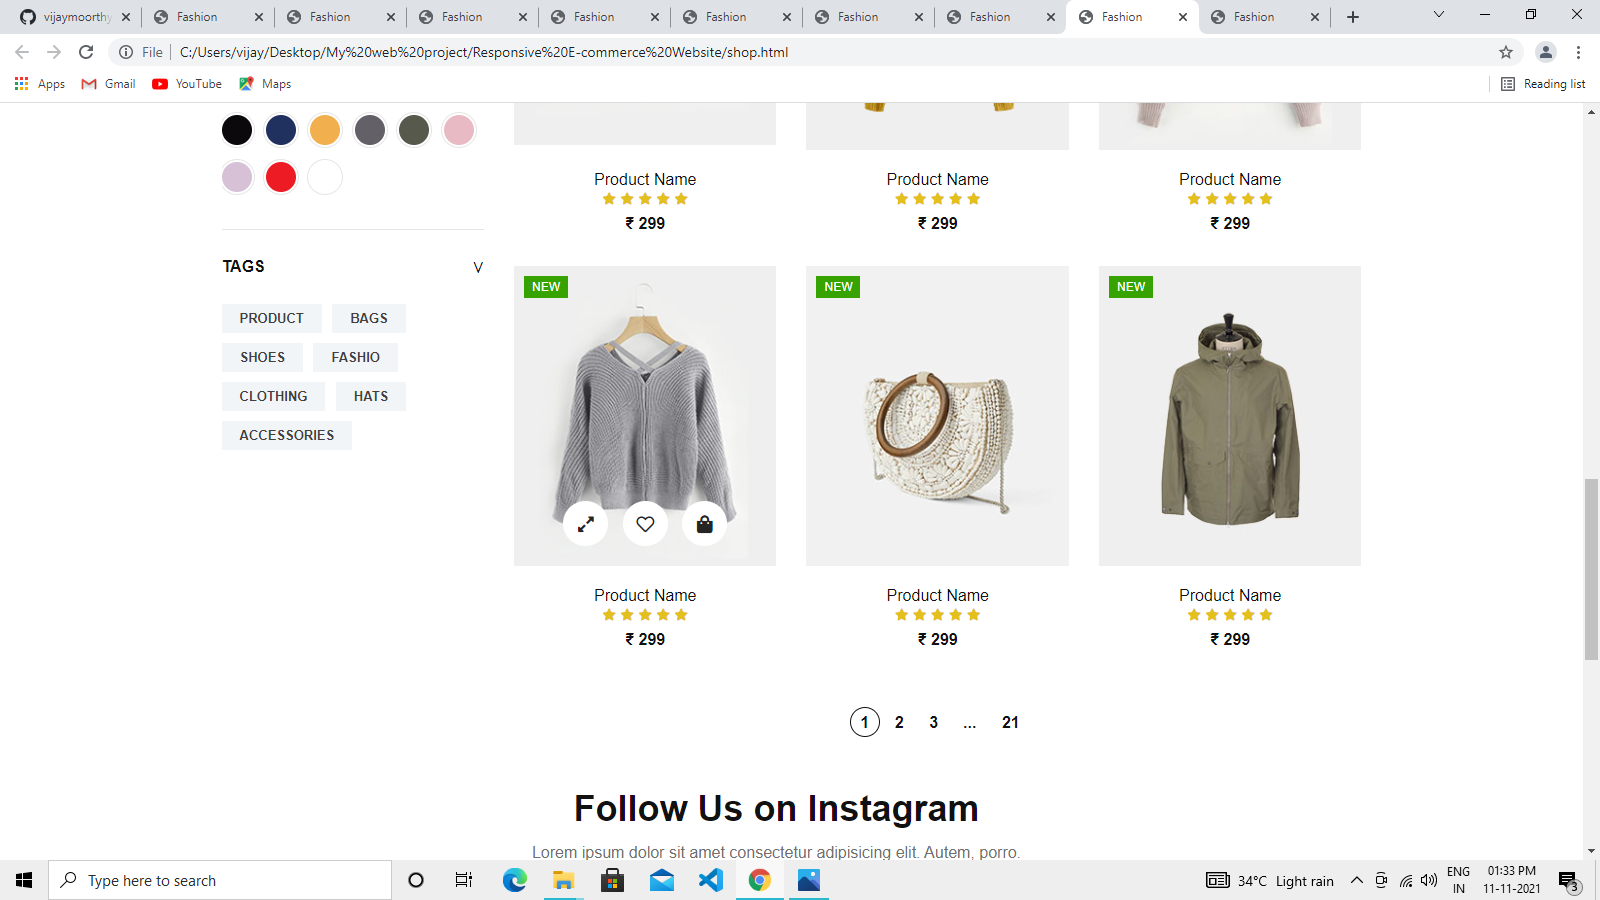 vijaymoorthy
Fashion
Fashion
Fashion
Fashion
Fashion
Fashion
Fashion
Fashion
Fashion
File
C:/Users/vijay/Desktop/My%20web%20project/Responsive%20E-commerce%20Website/shop.html
Apps Gmail YouTube Maps Reading list
Product Name Product Name Product Name
₹ 299 ₹ 299 ₹ 299
TAGS V
PRODUCT BAGS
SHOES FASHIO
CLOTHING HATS
ACCESSORIES
NEW NEW NEW
Product Name Product Name Product Name
₹ 299 ₹ 299 ₹ 299
1 2 3 ... 21
Follow Us on Instagram
Lorem ipsum dolor sit amet consectetur adipisicing elit. Autem, porro.
Type here to search
34°C Light rain
ENG
IN
01:33 PM
11-11-2021
3